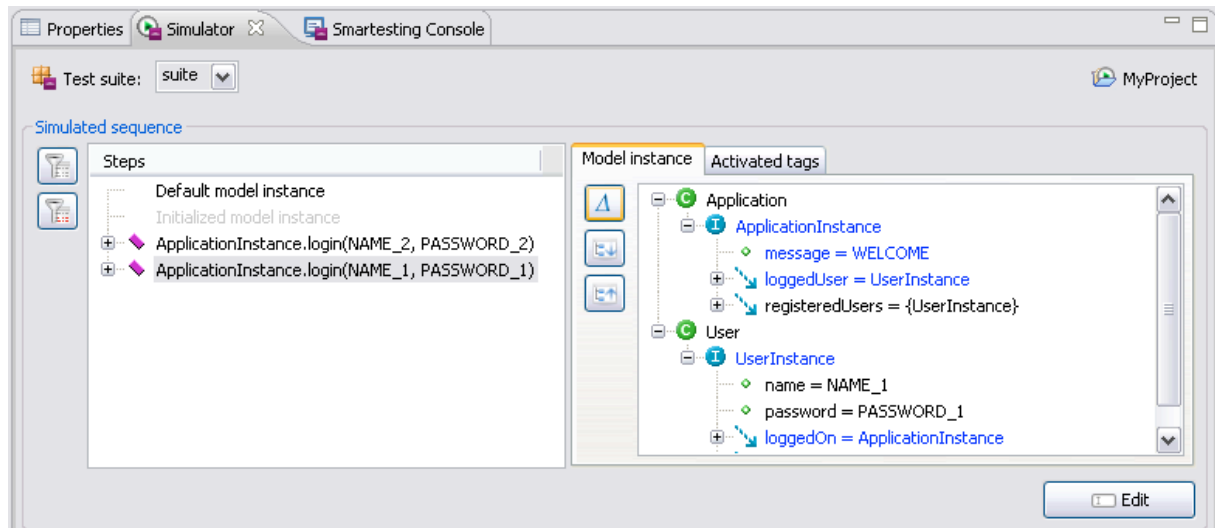 Properties Simulator Smartesting Console
Test suite: suite MyProject
Simulated sequence
Steps
Default model instance
Initialized model instance
ApplicationInstance.login(NAME_2, PASSWORD_2)
ApplicationInstance.login(NAME_1, PASSWORD_1)
Model instance Activated tags
Δ
C Application
I ApplicationInstance
message = WELCOME
loggedUser = UserInstance
registeredUsers = {UserInstance}
C User
I UserInstance
name = NAME_1
password = PASSWORD_1
loggedOn = ApplicationInstance
Edit